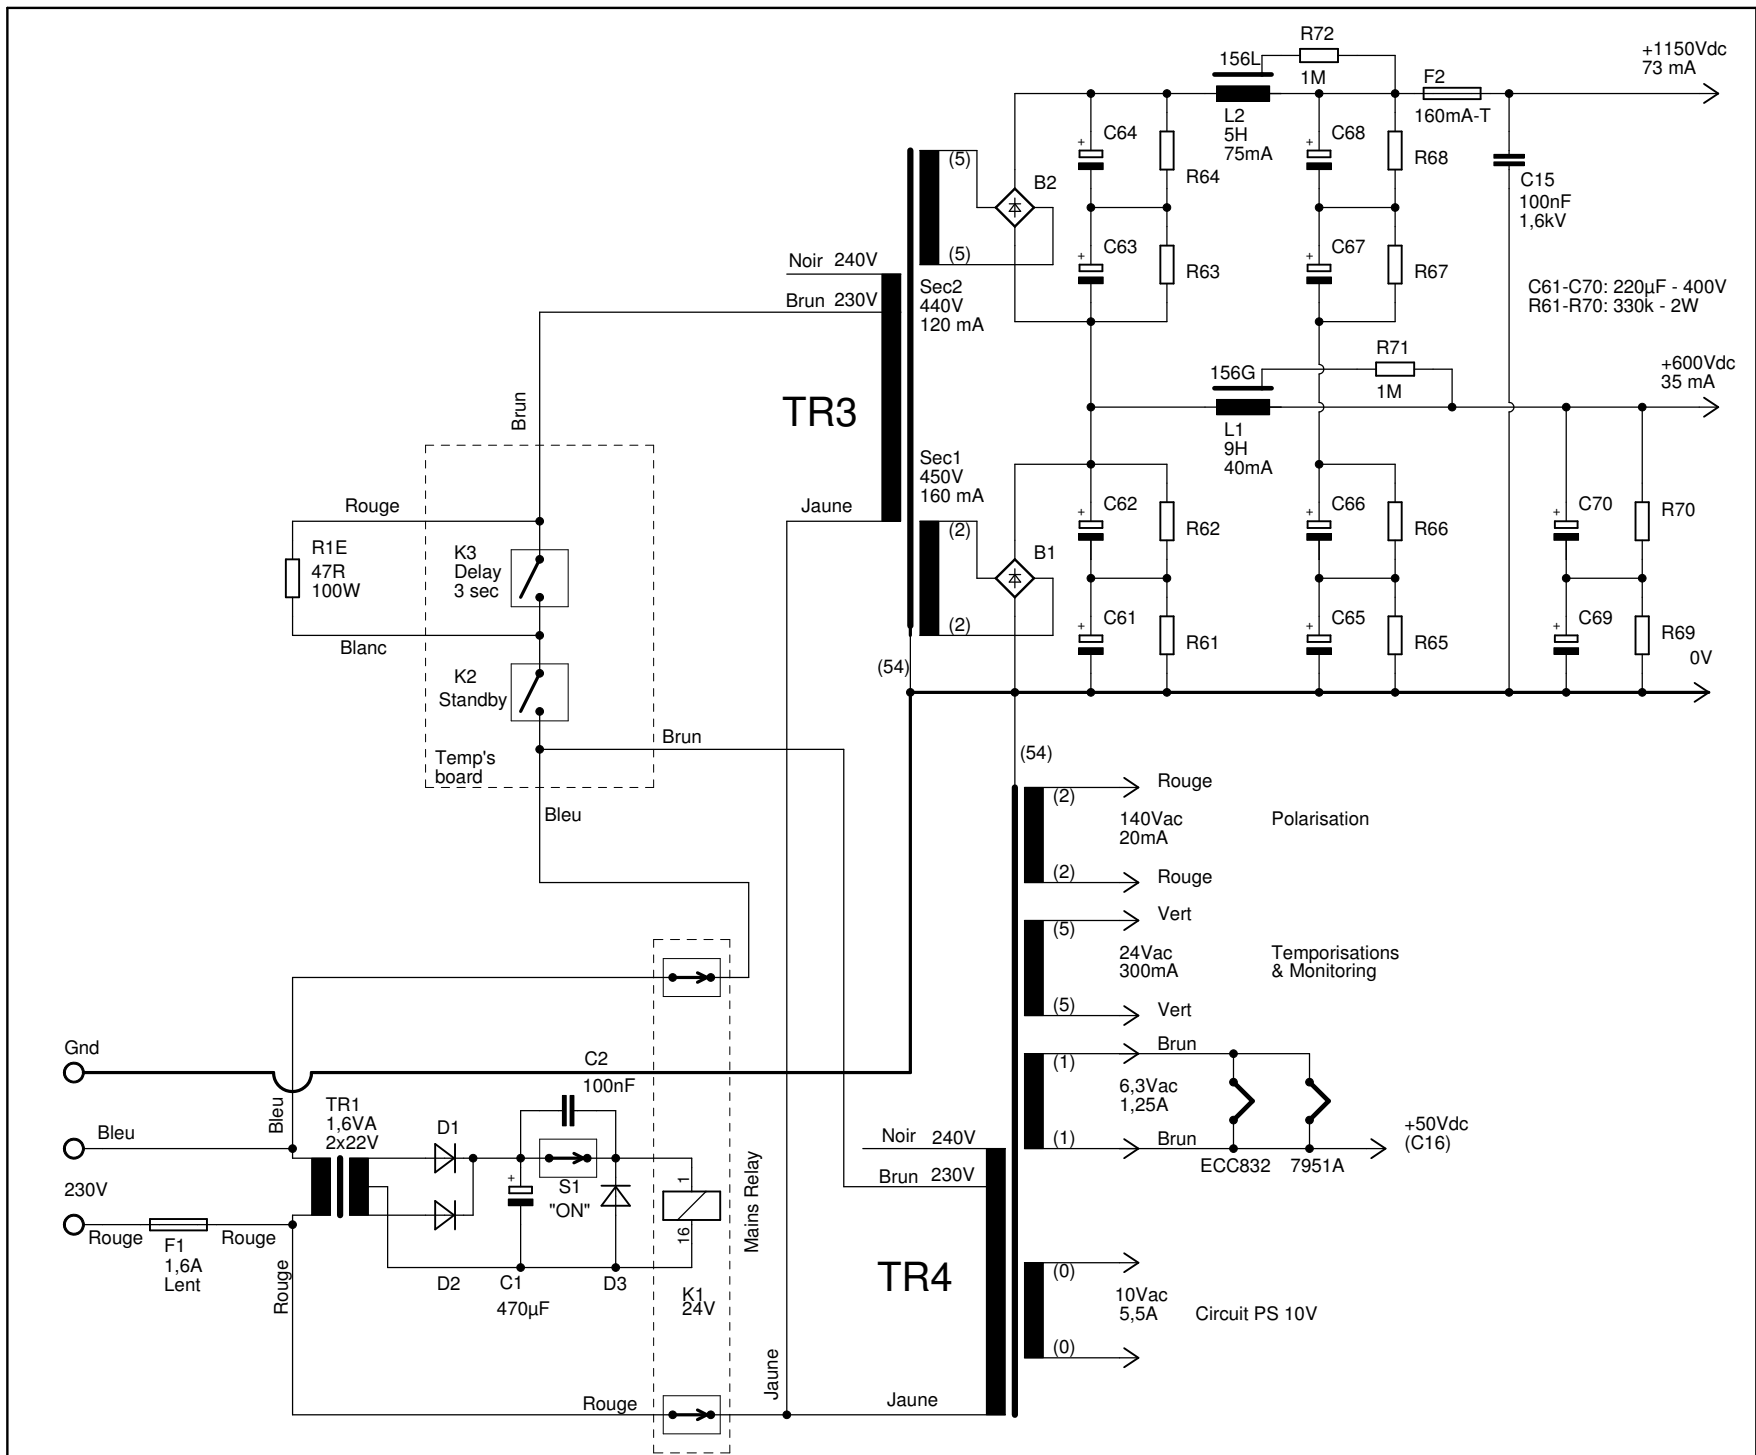 R72
1M
156L
L2
5H
75mA
F2
160mA-T
+1150Vdc
73 mA
+
C64
R64
+
C63
R63
+
C68
R68
+
C67
R67
C15
100nF
1,6kV
C61-C70: 220µF - 400V
R61-R70: 330k - 2W
(5)
(5)
B2
Sec2
440V
120 mA
Noir 240V
Brun 230V
TR3
Jaune
Sec1
450V
160 mA
(2)
(2)
B1
(54)
156G
L1
9H
40mA
R71
1M
+600Vdc
35 mA
+
C62
R62
+
C61
R61
+
C66
R66
+
C65
R65
+
C70
R70
+
C69
R69
0V
Brun
Rouge
R1E
47R
100W
Blanc
K3
Delay
3 sec
K2
Standby
Temp's
board
Brun
Bleu
(54)
(2)
Rouge
140Vac
20mA
Polarisation
(2)
Rouge
(5)
Vert
24Vac
300mA
Temporisations
& Monitoring
(5)
Vert
(1)
Brun
6,3Vac
1,25A
(1)
Brun
ECC832
7951A
+50Vdc
(C16)
(0)
10Vac
5,5A
Circuit PS 10V
(0)
Noir 240V
Brun 230V
TR4
Jaune
Jaune
Gnd
Bleu
Bleu
230V
Rouge
F1
1,6A
Lent
Rouge
Rouge
TR1
1,6VA
2x22V
D1
D2
C2
100nF
+
C1
470µF
S1
"ON"
D3
1
16
K1
24V
Mains Relay
Rouge